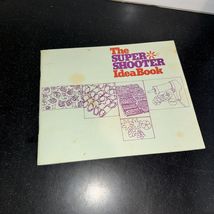 The
SUPER
SHOOTER
Idea Book